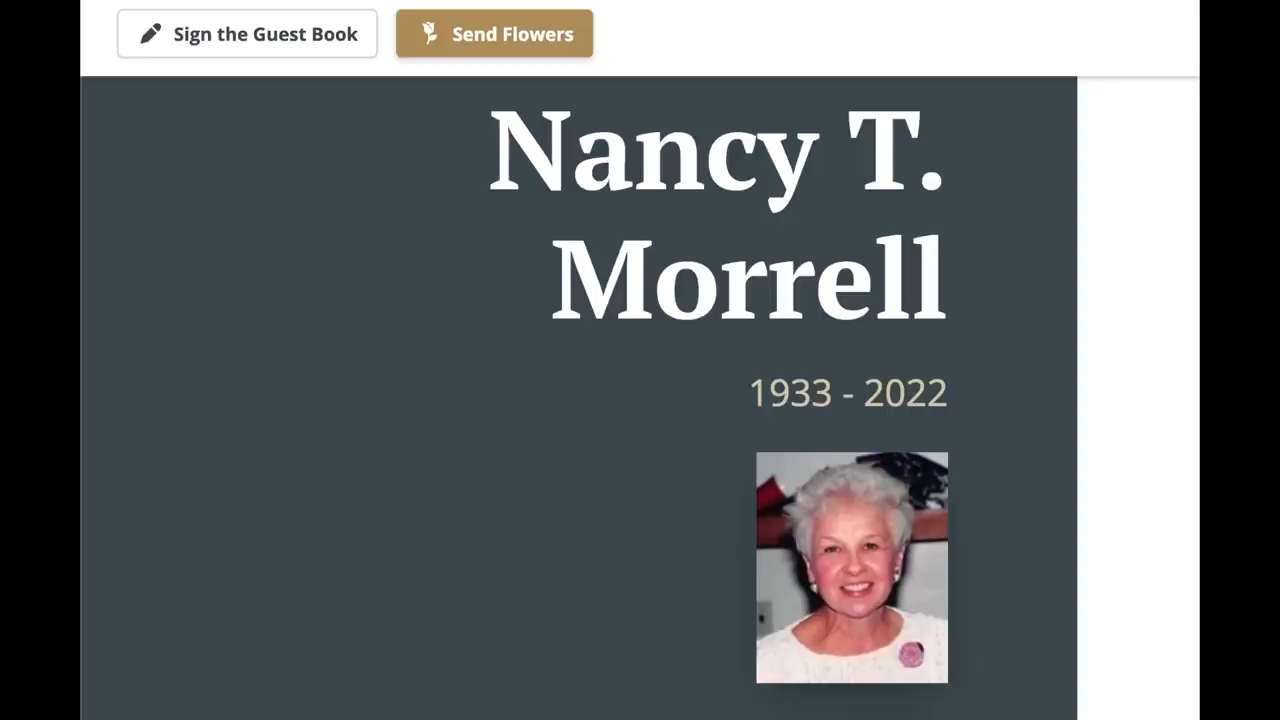 Sign the Guest Book
Send Flowers
Nancy T.
Morrell
1933 - 2022